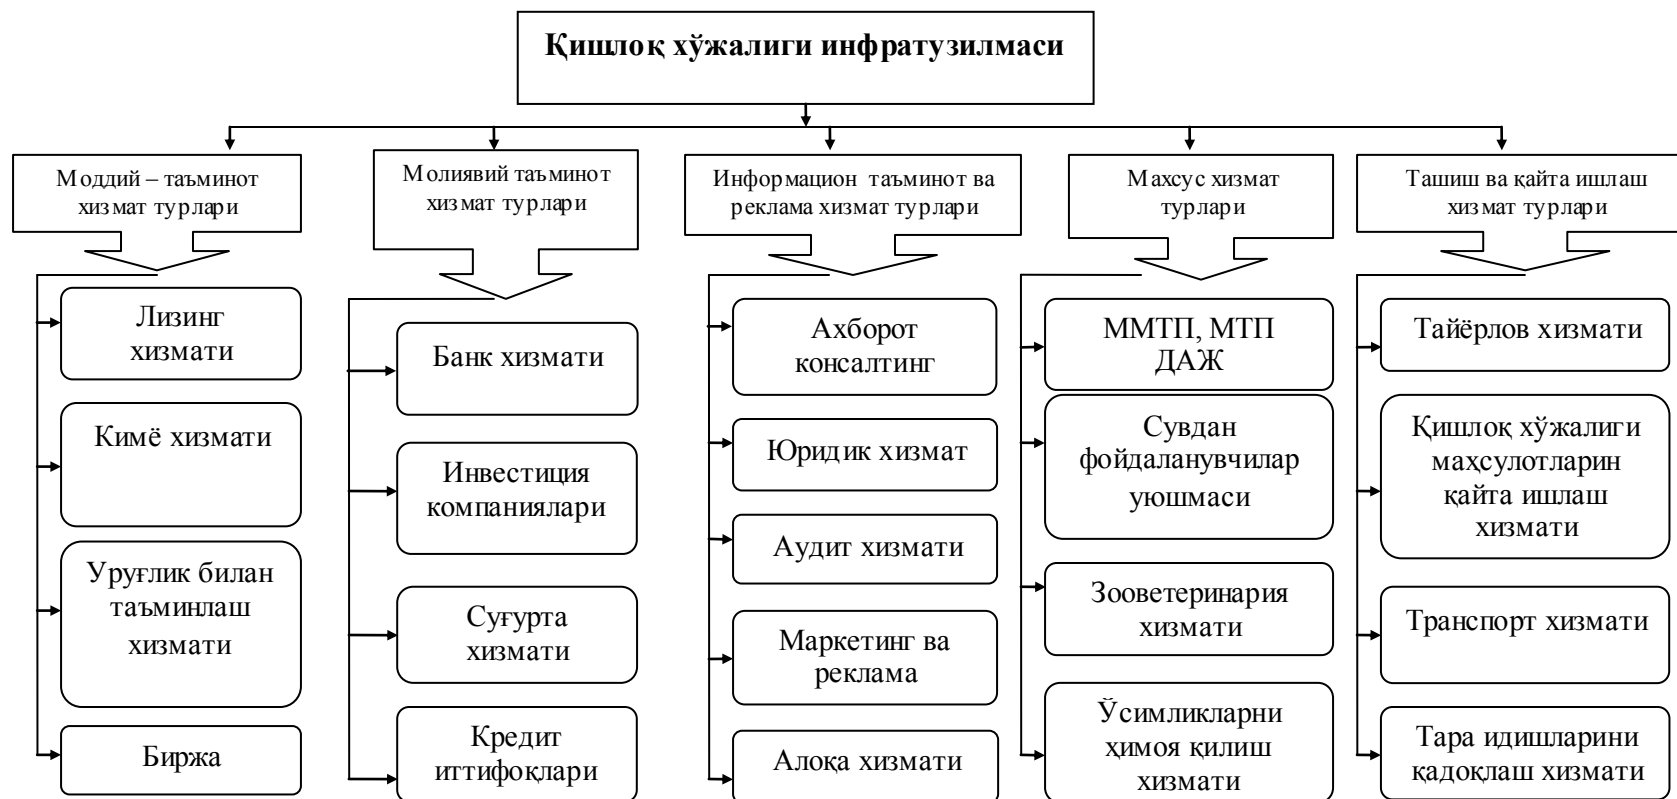 Қишлоқ хўжалиги инфратузилмаси
Моддий – таъминот
хизмат турлари
Лизинг
хизмати
Кимё хизмати
Уруғлик билан
таъминлаш
хизмати
Биржа
Молиявий таъминот
хизмат турлари
Банк хизмати
Инвестиция
компаниялари
Суғурта
хизмати
Кредит
иттифоқлари
Информацион таъминот ва
реклама хизмат турлари
Ахборот
консалтинг
Юридик хизмат
Аудит хизмати
Маркетинг ва
реклама
Алоқа хизмати
Махсус хизмат
турлари
ММТП, МТП
ДАЖ
Сувдан
фойдаланувчилар
уюшмаси
Зооветеринария
хизмати
Ўсимликларни
ҳимоя қилиш
хизмати
Ташиш ва қайта ишлаш
хизмат турлари
Тайёрлов хизмати
Қишлоқ хўжалиги
маҳсулотларин
қайта ишлаш
хизмати
Транспорт хизмати
Тара идишларини
қадоқлаш хизмати